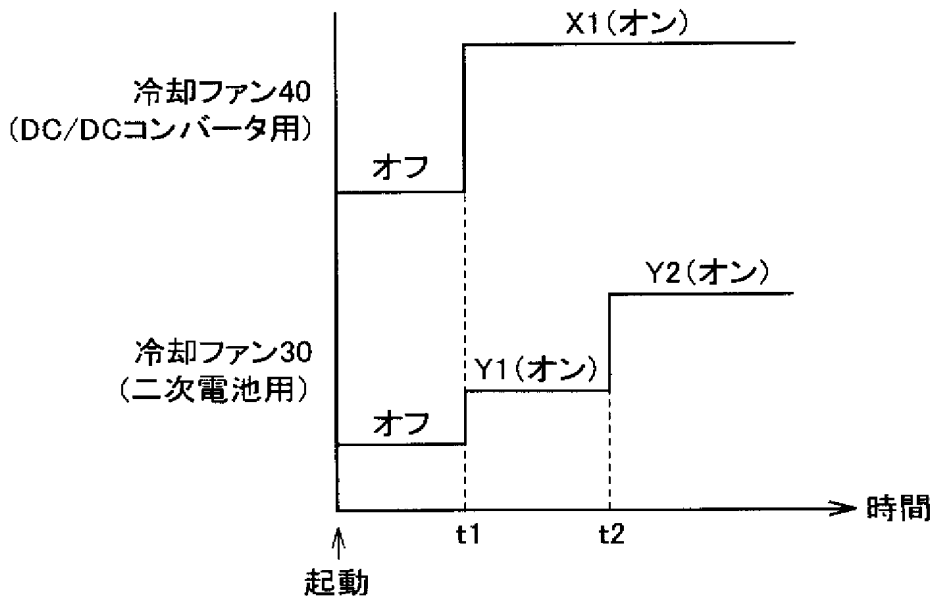 X1(オン)
冷却ファン40
(DC/DCコンバータ用)
オフ
Y2(オン)
冷却ファン30
(二次電池用)
Y1(オン)
オフ
時間
t1
t2
起動